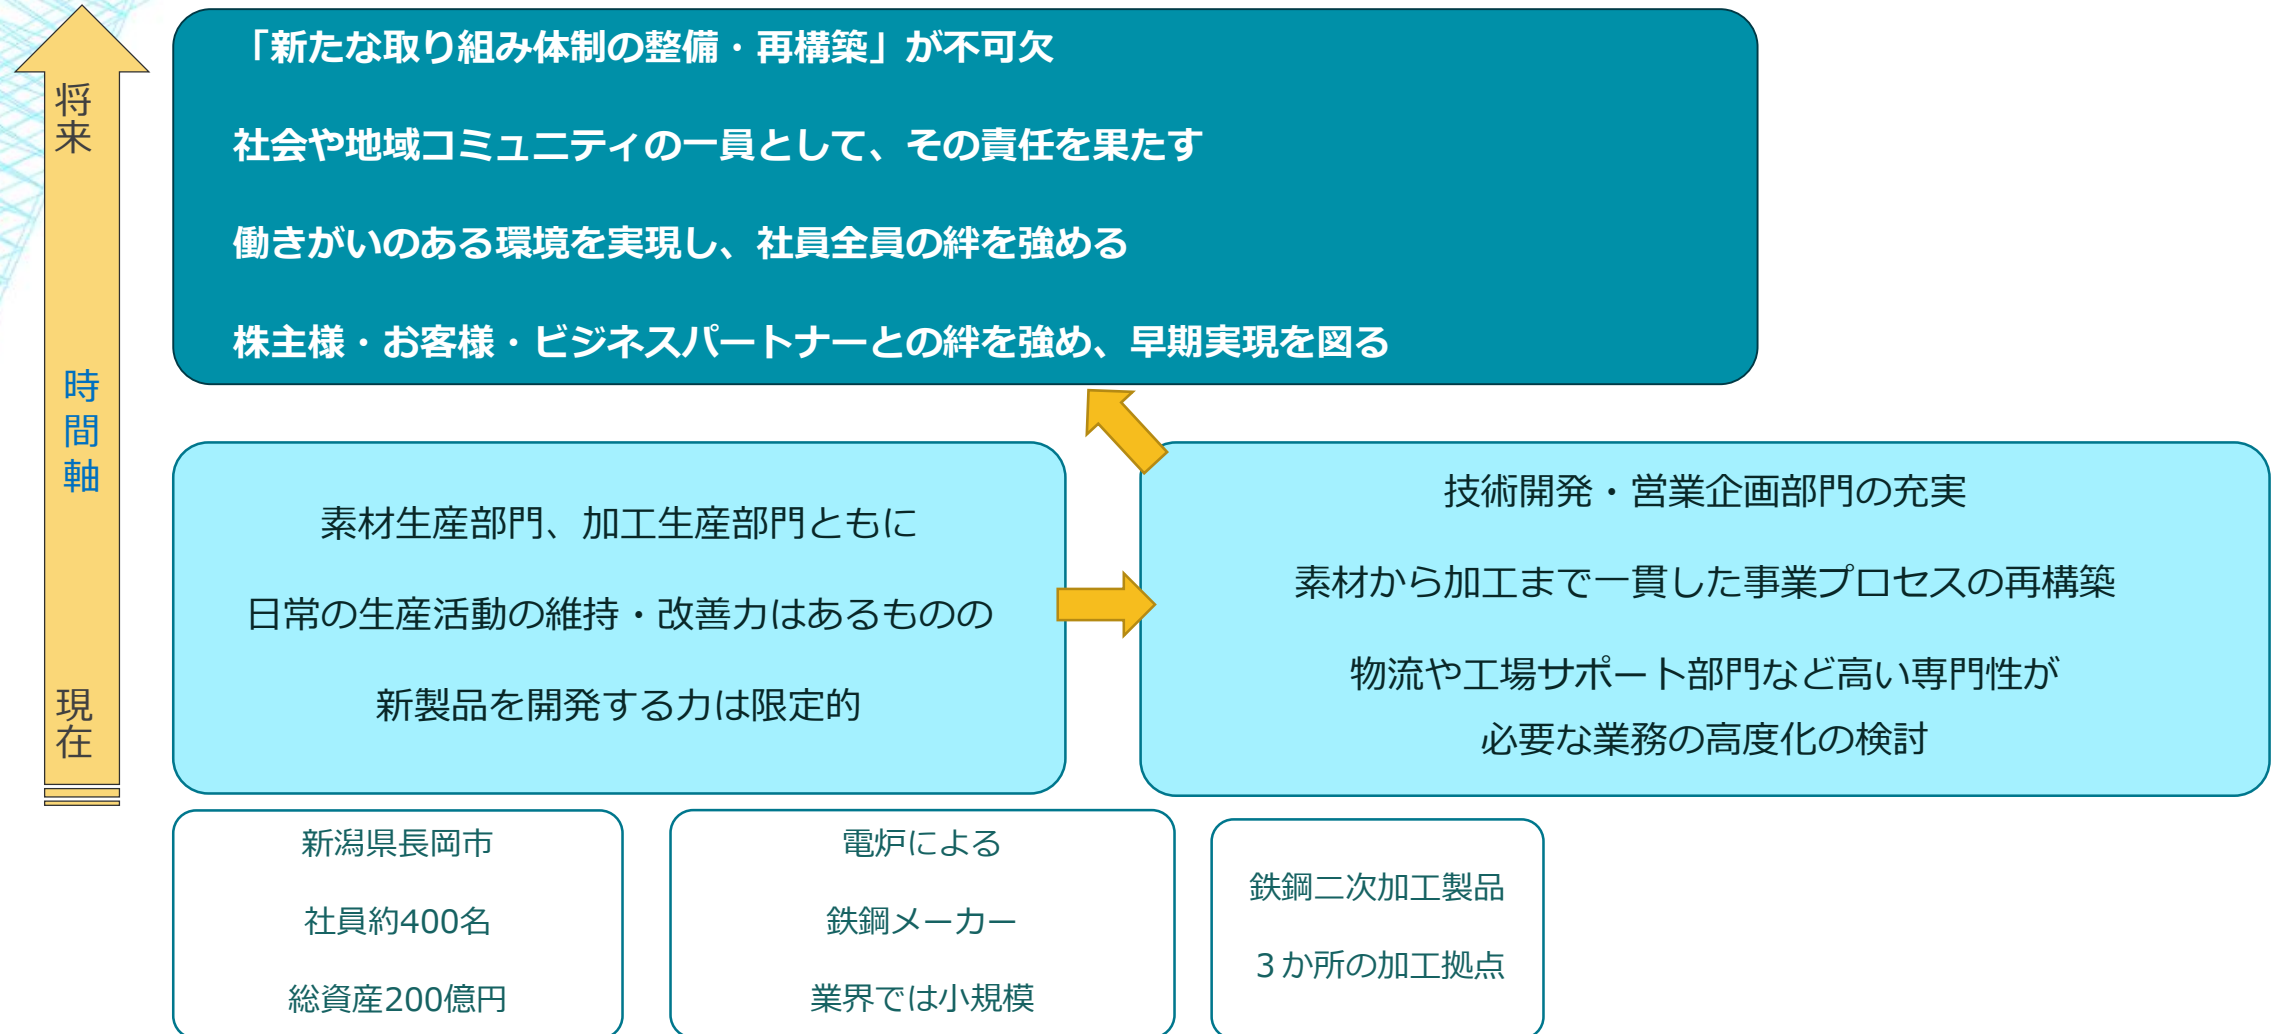 将来
時間軸
現在
「新たな取り組み体制の整備・再構築」が不可欠
社会や地域コミュニティの一員として、その責任を果たす
働きがいのある環境を実現し、社員全員の絆を強める
株主様・お客様・ビジネスパートナーとの絆を強め、早期実現を図る
素材生産部門、加工生産部門ともに
日常の生産活動の維持・改善力はあるものの
新製品を開発する力は限定的
技術開発・営業企画部門の充実
素材から加工まで一貫した事業プロセスの再構築
物流や工場サポート部門など高い専門性が
必要な業務の高度化の検討
新潟県長岡市
社員約400名
総資産200億円
電炉による
鉄鋼メーカー
業界では小規模
鉄鋼二次加工製品
３か所の加工拠点